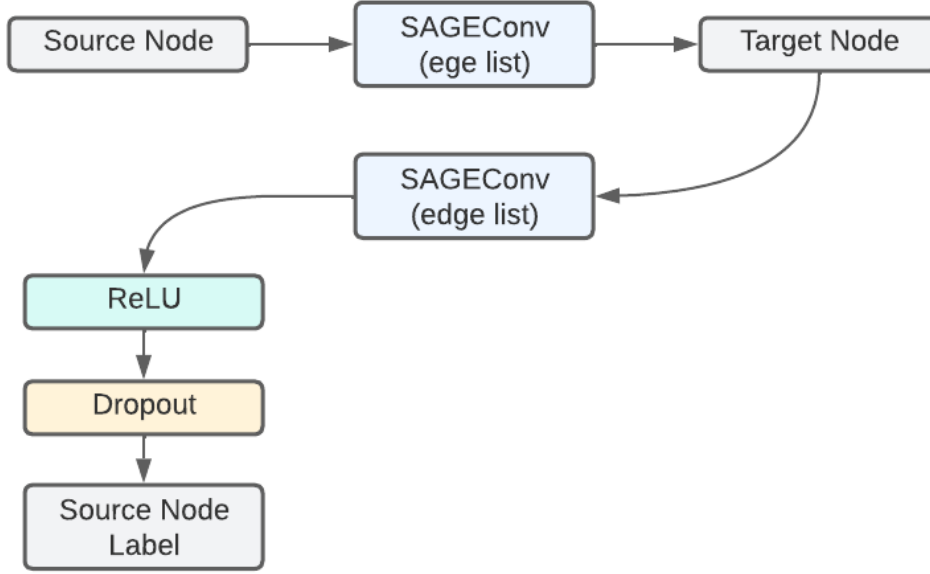 Source Node
SAGEConv
(ege list)
Target Node
SAGEConv
(edge list)
ReLU
Dropout
Source Node
Label